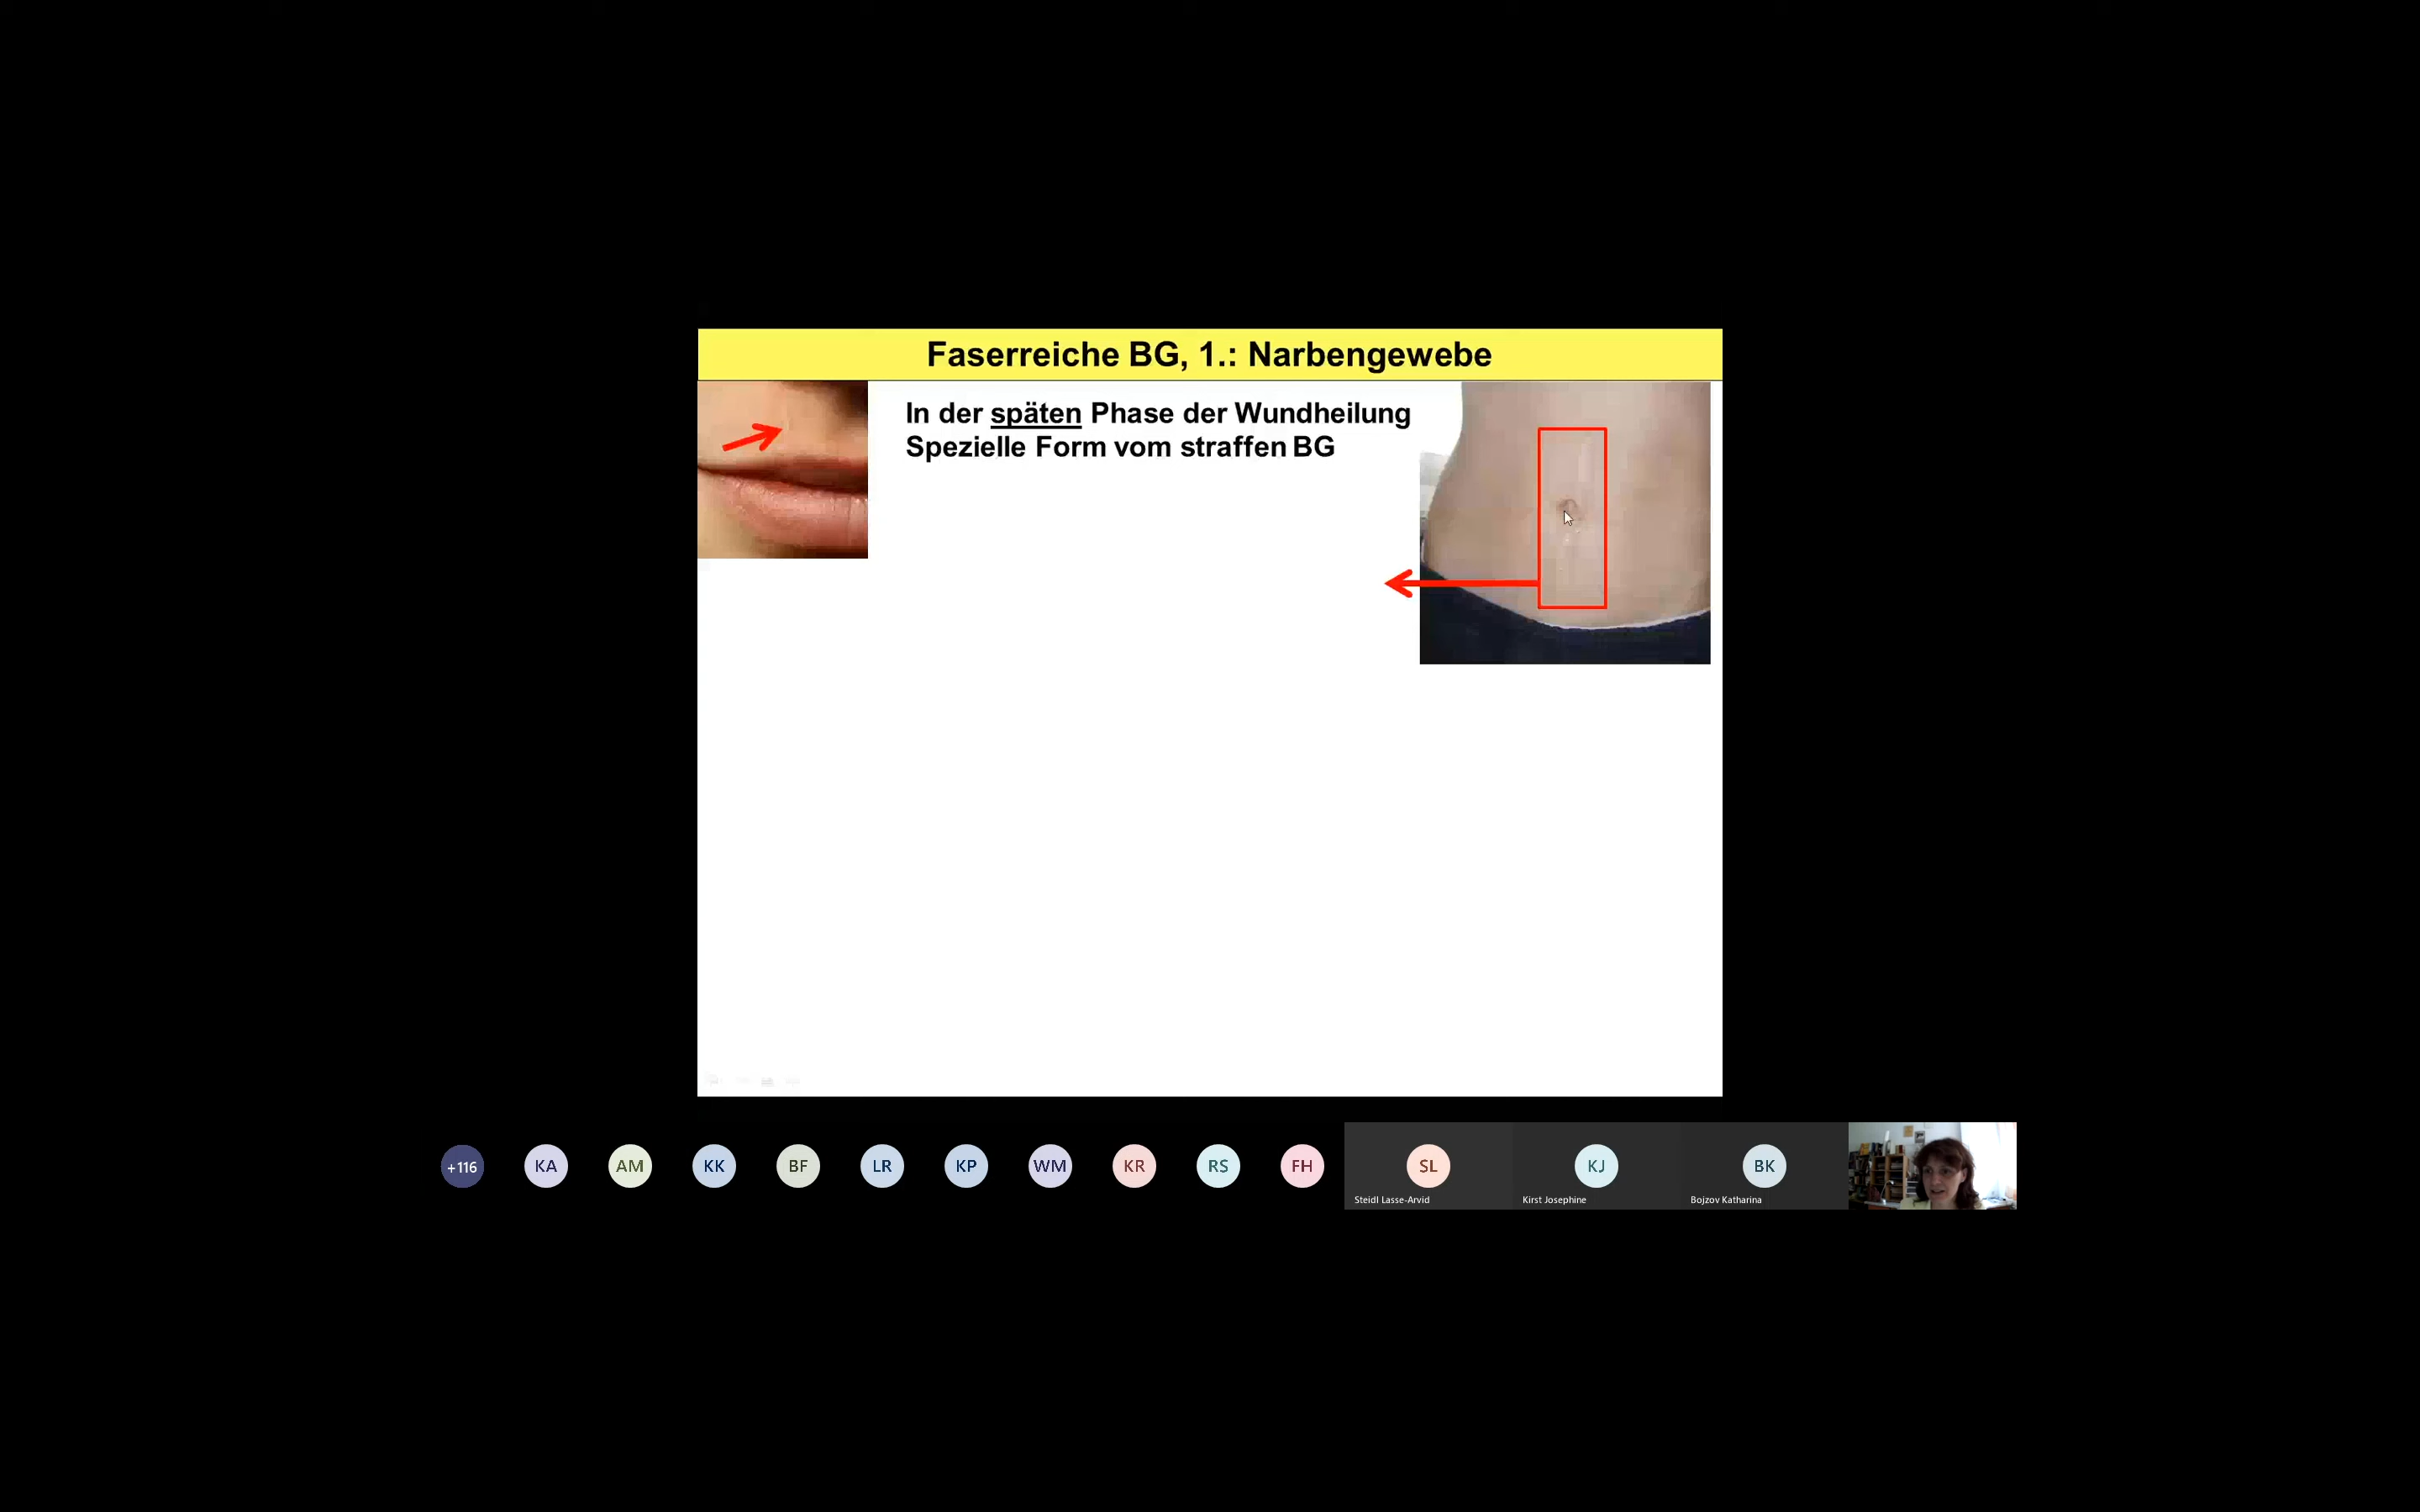 Faserreiche BG, 1.: Narbengewebe
In der späten Phase der Wundheilung
Spezielle Form vom straffen BG
+116
KA
AM
KK
BF
LR
KP
WM
KR
RS
FH
SL
KJ
BK
Steidl Lasse-Arvid
Kirst Josephine
Bojzov Katharina